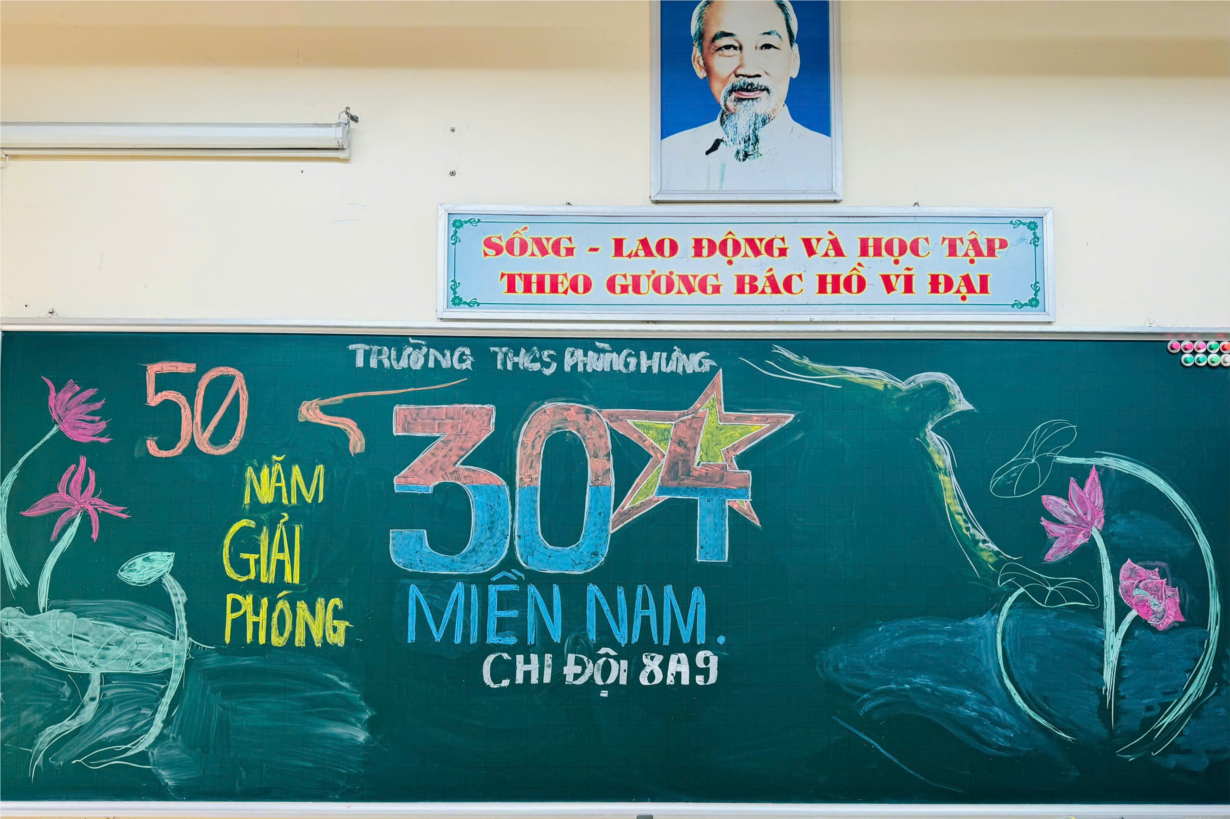 SỐNG - LAO ĐỘNG VÀ HỌC TẬP
THEO GƯƠNG BÁC HỒ VĨ ĐẠI
TRƯỜNG THCS PHÙNG HƯNG
50
NĂM
GIẢI
PHÓNG
30 4
MIỀN NAM.
CHI ĐỘI 8A9